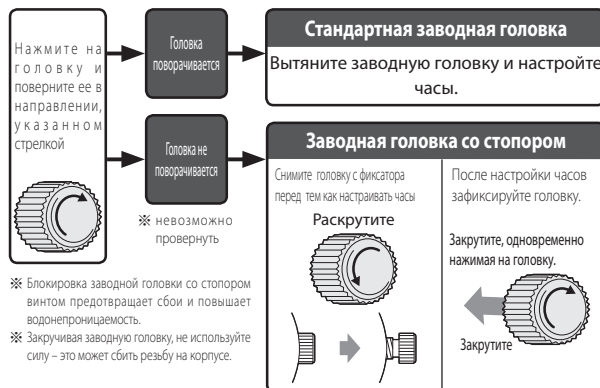 Нажмите на
головку и
поверните ее в
направлении,
указанном
стрелкой
Головка
поворачивается
Стандартная заводная головка
Вытяните заводную головку и настройте
часы.
Головка не
поворачивается
※ невозможно
провернуть
Заводная головка со стопором
Снимите головку с фиксатора
перед тем как настраивать часы
Раскрутите
После настройки часов
зафиксируйте головку.
Закрутите, одновременно
нажимая на головку.
Закрутите
※ Блокировка заводной головки со стопором
винтом предотвращает сбои и повышает
водонепроницаемость.
※ Закручивая заводную головку, не используйте
силу – это может сбить резьбу на корпусе.